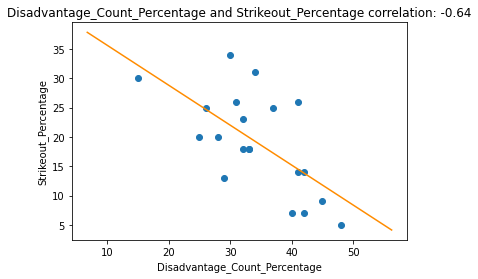 Disadvantage_Count_Percentage and Strikeout_Percentage correlation: -0.64
35
30
25
20
15
10
5
Strikeout_Percentage
10 20 30 40 50
Disadvantage_Count_Percentage